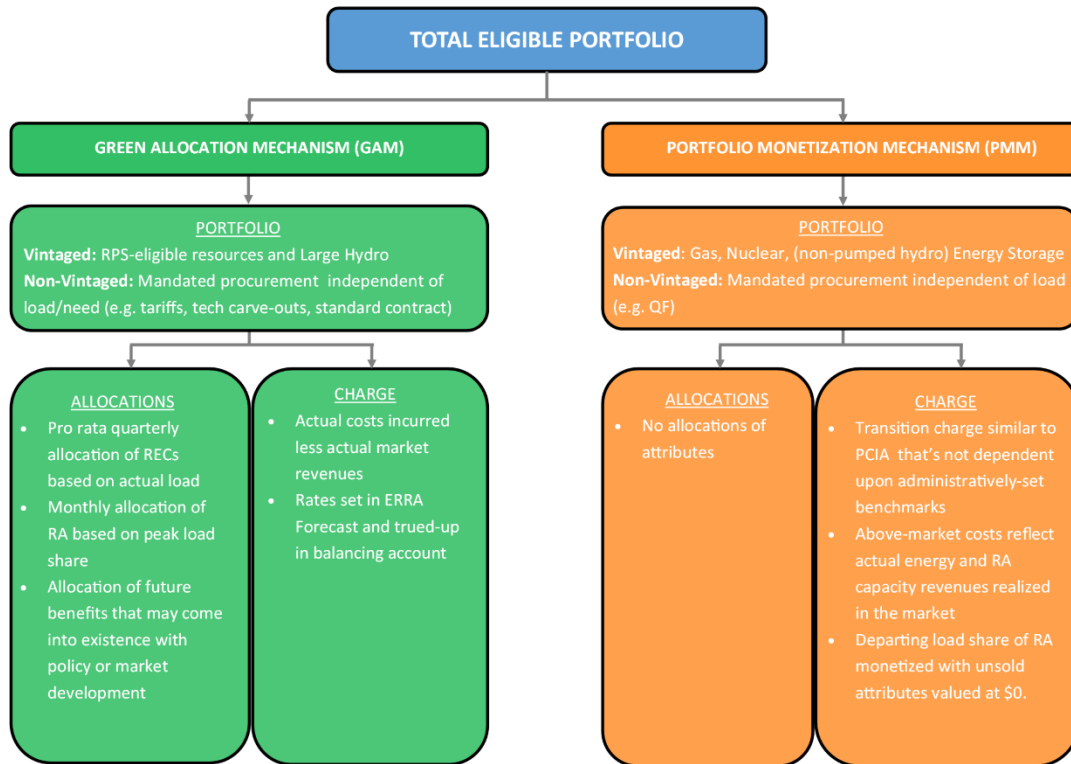 TOTAL ELIGIBLE PORTFOLIO
GREEN ALLOCATION MECHANISM (GAM)
PORTFOLIO
Vintaged: RPS-eligible resources and Large Hydro
Non-Vintaged: Mandated procurement independent of
load/need (e.g. tariffs, tech carve-outs, standard contract)
ALLOCATIONS
• Pro rata quarterly
allocation of RECs
based on actual load
• Monthly allocation of
RA based on peak load
share
• Allocation of future
benefits that may come
into existence with
policy or market
development
CHARGE
• Actual costs incurred
less actual market
revenues
• Rates set in ERRA
Forecast and trued-up
in balancing account
PORTFOLIO MONETIZATION MECHANISM (PMM)
PORTFOLIO
Vintaged: Gas, Nuclear, (non-pumped hydro) Energy Storage
Non-Vintaged: Mandated procurement independent of load
(e.g. QF)
ALLOCATIONS
• No allocations of
attributes
CHARGE
• Transition charge similar to
PCIA that's not dependent
upon administratively-set
benchmarks
• Above-market costs reflect
actual energy and RA
capacity revenues realized
in the market
• Departing load share of RA
monetized with unsold
attributes valued at $0.